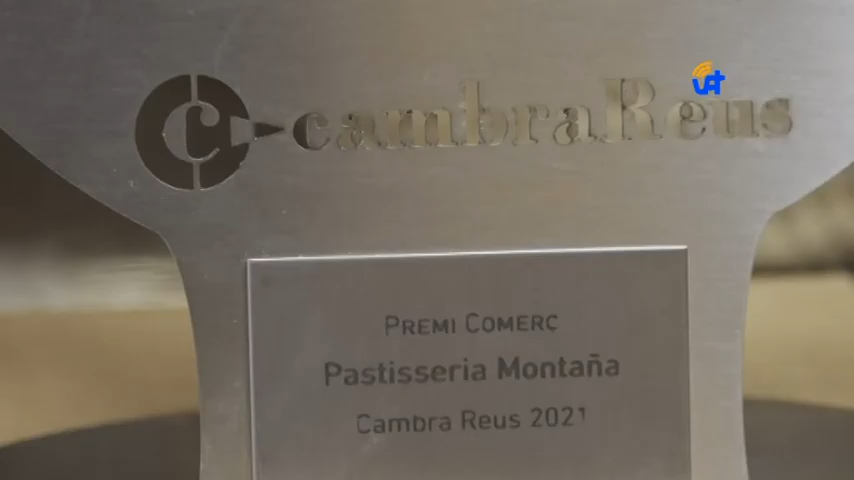 cambraReus
PREMI COMERÇ
Pastisseria Montaña
Cambra Reus 2021